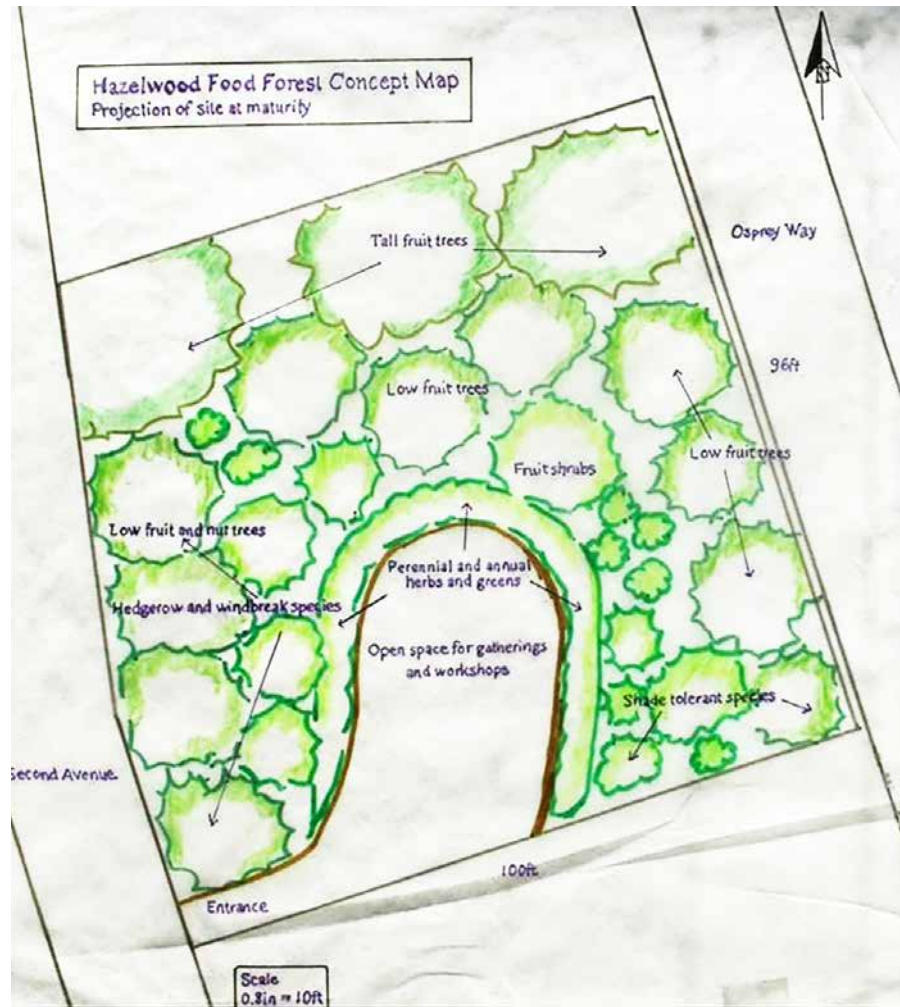 Hazelwood Food Forest Concept Map
Projection of site at maturity
N
Osprey Way
Tall fruit trees
96ft
Low fruit trees
Low fruit trees
Fruit shrubs
Low fruit and nut trees
Perennial and annual
herbs and greens
Hedgerow and windbreak species
Open space for gatherings
and workshops
Shade tolerant species
Second Avenue
100ft
Entrance
Scale
0.8in = 10ft